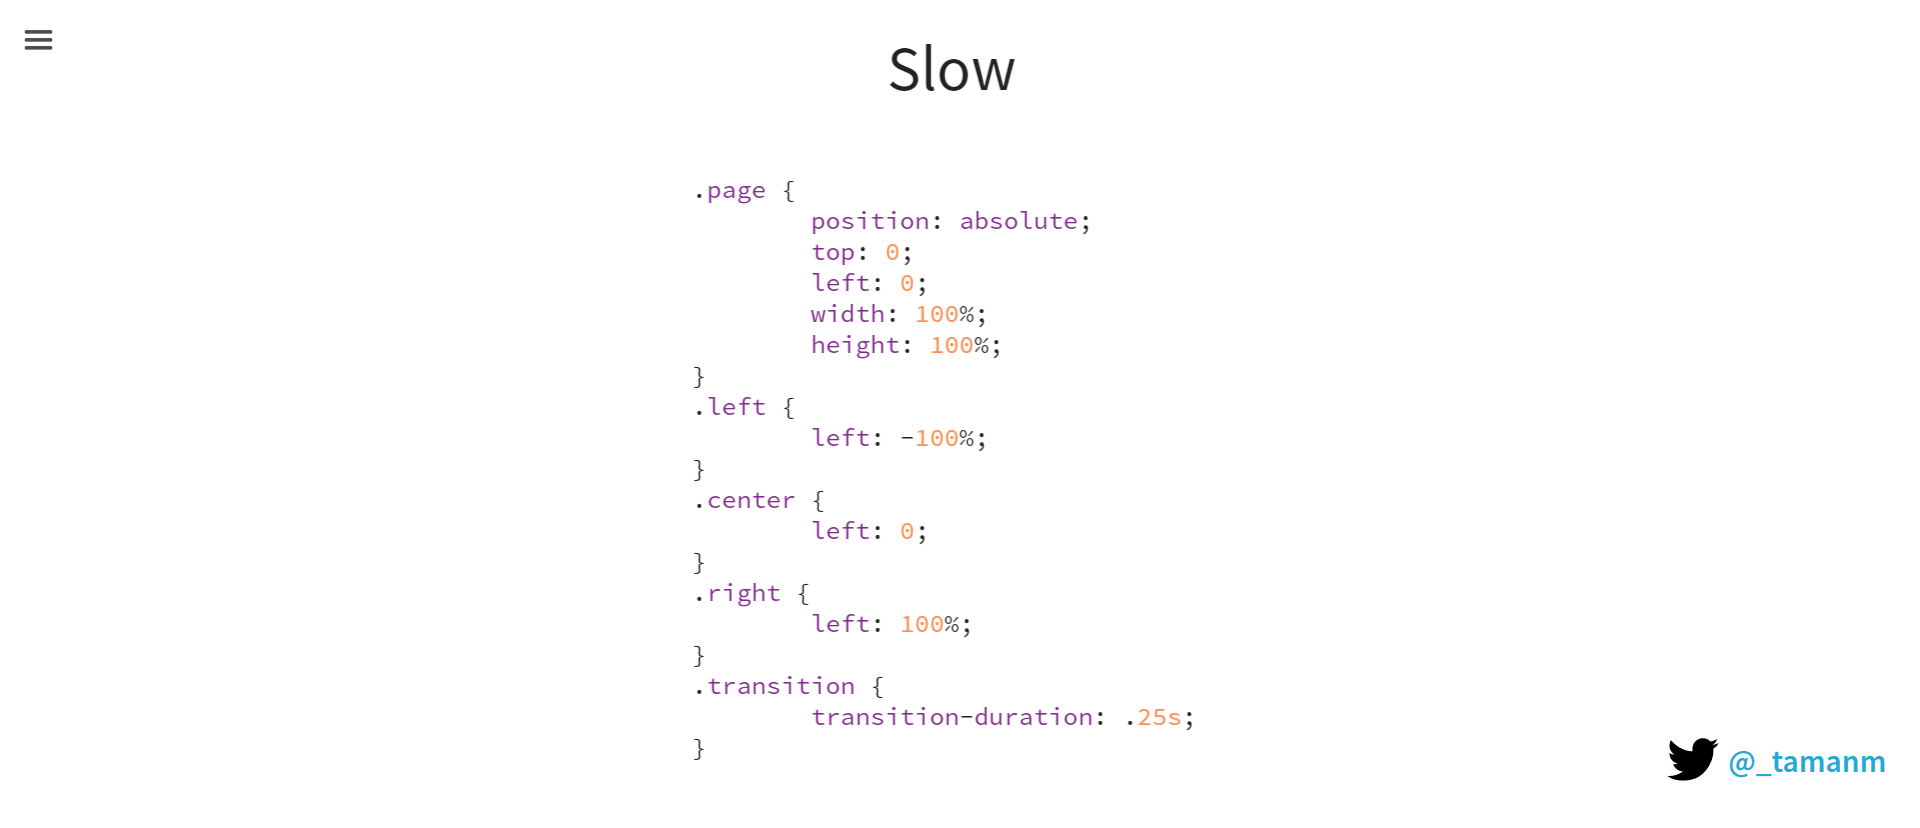 Slow
.page {
        position: absolute;
        top: 0;
        left: 0;
        width: 100%;
        height: 100%;
}
.left {
        left: -100%;
}
.center {
        left: 0;
}
.right {
        left: 100%;
}
.transition {
        transition-duration: .25s;
}
@_tamanm